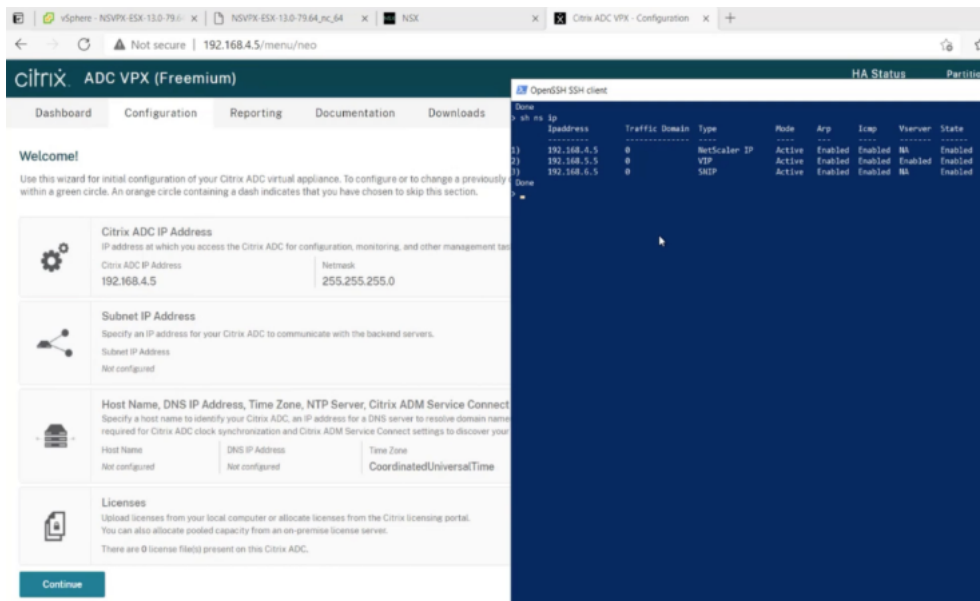 vSphere - NSVPX-ESX-13.0-79.6
NSVPX-ESX-13.0-79.64_nc_64
NSX
Citrix ADC VPX - Configuration
Not secure | 192.168.4.5/menu/neo
citrix. ADC VPX (Freemium)
HA Status
Partitio
Dashboard Configuration Reporting Documentation Downloads
Welcome!
Use this wizard for initial configuration of your Citrix ADC virtual appliance. To configure or to change a previously
within a green circle. An orange circle containing a dash indicates that you have chosen to skip this section.
Citrix ADC IP Address
IP address at which you access the Citrix ADC for configuration, monitoring, and other management tas
Citrix ADC IP Address Netmask
192.168.4.5 255.255.255.0
Subnet IP Address
Specify an IP address for your Citrix ADC to communicate with the backend servers.
Subnet IP Address
Not configured
Host Name, DNS IP Address, Time Zone, NTP Server, Citrix ADM Service Connect
Specify a host name to identify your Citrix ADC, an IP address for a DNS server to resolve domain name
required for Citrix ADC clock synchronization and Citrix ADM Service Connect settings to discover your
Host Name DNS IP Address Time Zone
Not configured Not configured CoordinatedUniversalTime
Licenses
Upload licenses from your local computer or allocate licenses from the Citrix licensing portal.
You can also allocate pooled capacity from an on-premise license server.
There are 0 license file(s) present on this Citrix ADC.
Continue
OpenSSH SSH client
Done
> sh ns ip
Ipaddress Traffic Domain Type Mode Arp Icmp Vserver State
--------- -------------- ---- ---- --- ---- ------- -----
1) 192.168.4.5 0 NetScaler IP Active Enabled Enabled NA Enabled
2) 192.168.5.5 0 VIP Active Enabled Enabled Enabled Enabled
3) 192.168.6.5 0 SNIP Active Enabled Enabled NA Enabled
Done
>